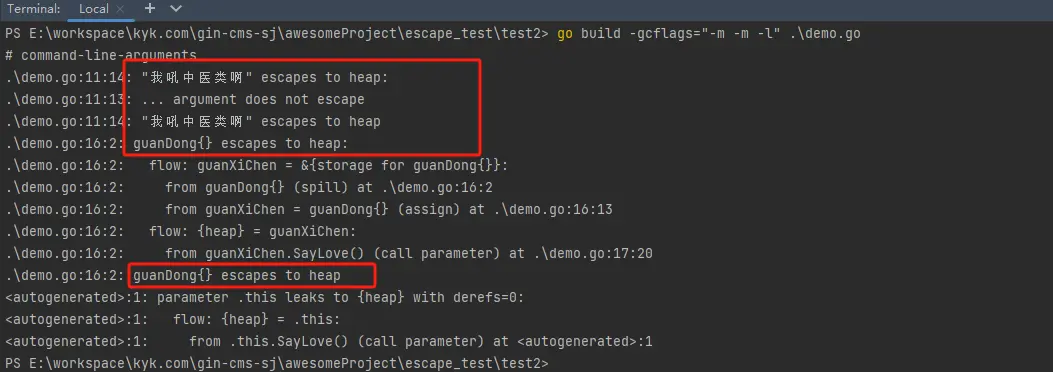 Terminal: Local × + ∨
PS E:\workspace\kyk.com\gin-cms-sj\awesomeProject\escape_test\test2> go build -gcflags="-m -m -l" .\demo.go
# command-line-arguments
.\demo.go:11:14: "我吼中医类啊" escapes to heap:
.\demo.go:11:13: ... argument does not escape
.\demo.go:11:14: "我吼中医类啊" escapes to heap
.\demo.go:16:2: guanDong{} escapes to heap:
.\demo.go:16:2:   flow: guanXiChen = &{storage for guanDong{}}:
.\demo.go:16:2:     from guanDong{} (spill) at .\demo.go:16:2
.\demo.go:16:2:     from guanXiChen = guanDong{} (assign) at .\demo.go:16:13
.\demo.go:16:2:   flow: {heap} = guanXiChen:
.\demo.go:16:2:     from guanXiChen.SayLove() (call parameter) at .\demo.go:17:20
.\demo.go:16:2: guanDong{} escapes to heap
<autogenerated>:1: parameter .this leaks to {heap} with derefs=0:
<autogenerated>:1:   flow: {heap} = .this:
<autogenerated>:1:     from .this.SayLove() (call parameter) at <autogenerated>:1
PS E:\workspace\kyk.com\gin-cms-sj\awesomeProject\escape_test\test2>